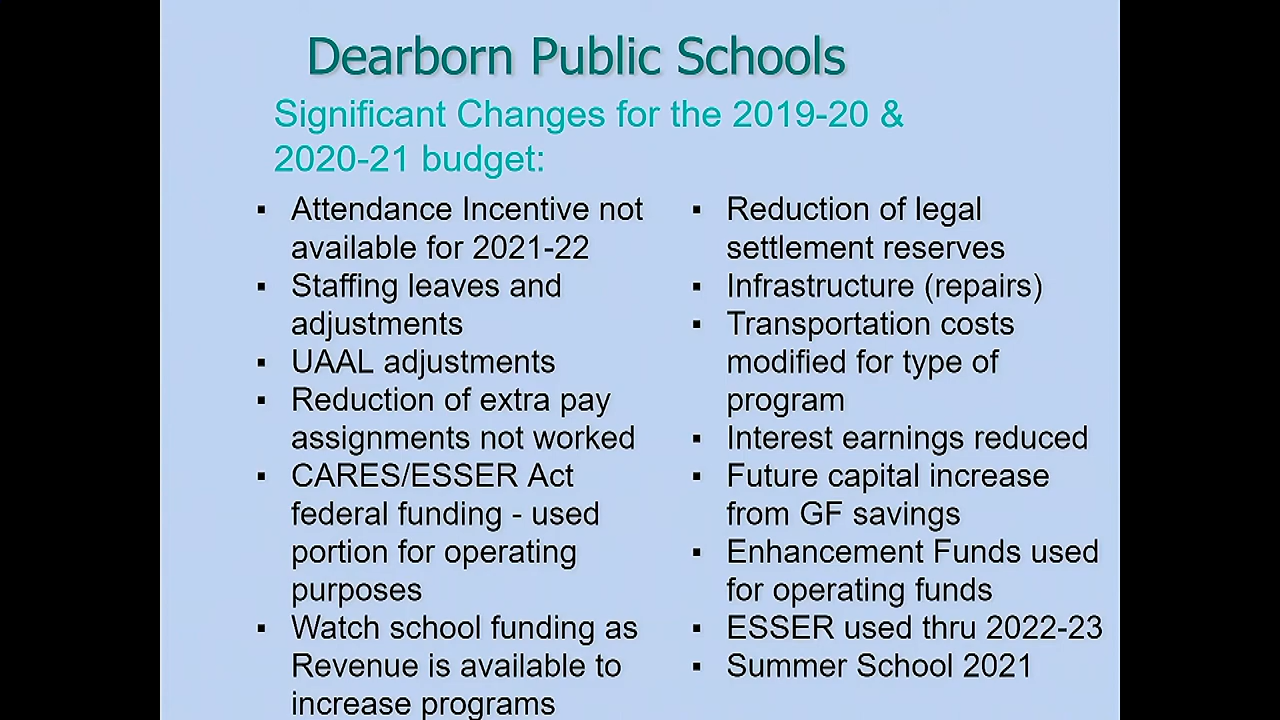 Dearborn Public Schools
Significant Changes for the 2019-20 &
2020-21 budget:
▪ Attendance Incentive not
available for 2021-22
▪ Staffing leaves and
adjustments
▪ UAAL adjustments
▪ Reduction of extra pay
assignments not worked
▪ CARES/ESSER Act
federal funding - used
portion for operating
purposes
▪ Watch school funding as
Revenue is available to
increase programs
▪ Reduction of legal
settlement reserves
▪ Infrastructure (repairs)
▪ Transportation costs
modified for type of
program
▪ Interest earnings reduced
▪ Future capital increase
from GF savings
▪ Enhancement Funds used
for operating funds
▪ ESSER used thru 2022-23
▪ Summer School 2021